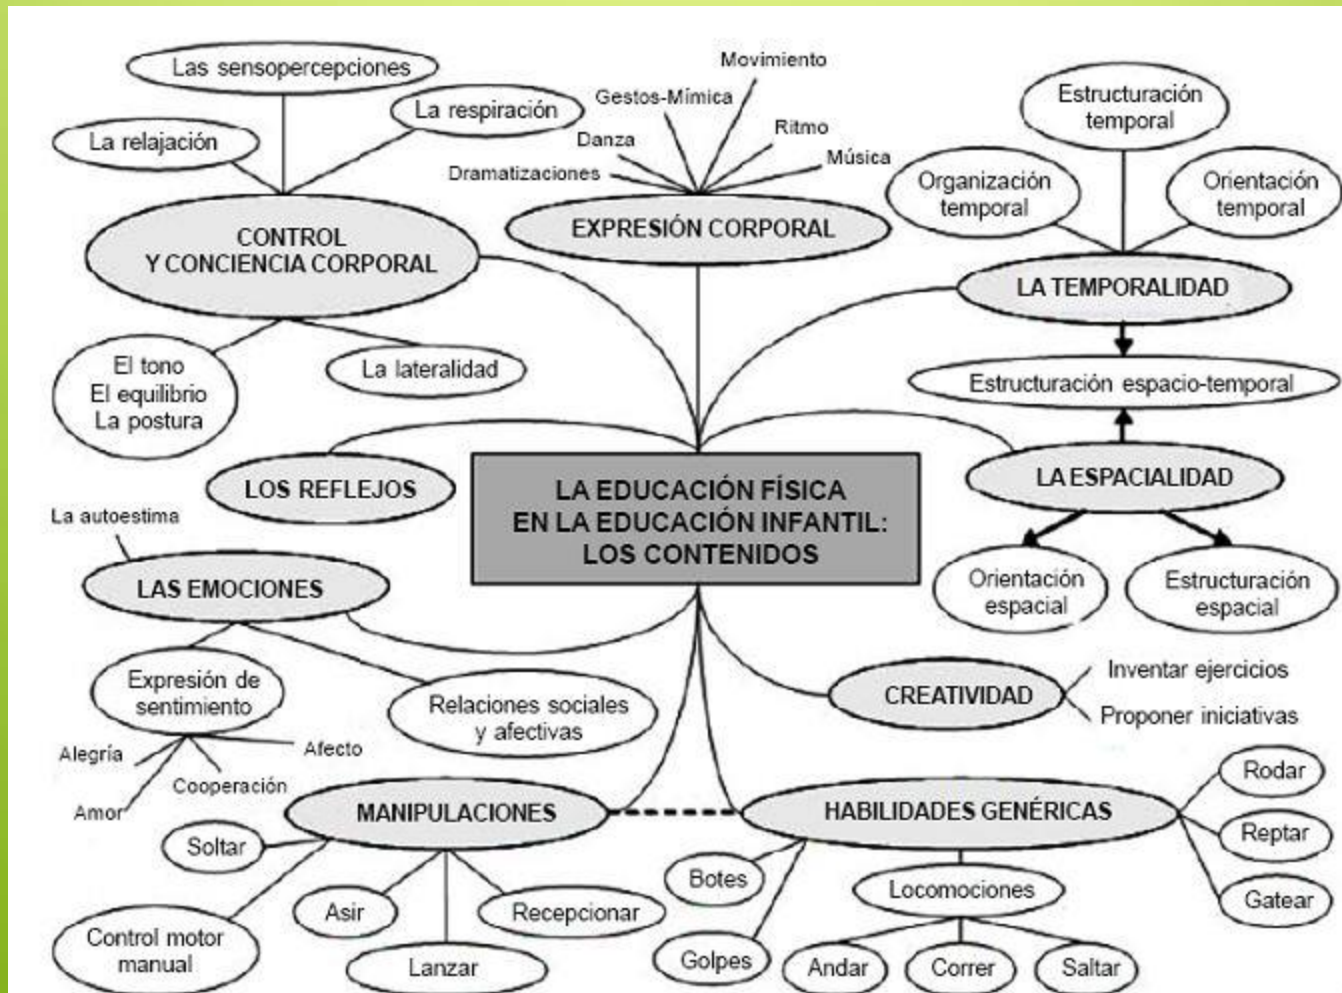 Las sensopercepciones
La respiración
La relajación
CONTROL
Y CONCIENCIA CORPORAL
El tono
El equilibrio
La postura
La lateralidad
Movimiento
Gestos-Mímica
Ritmo
Danza
Música
Dramatizaciones
EXPRESIÓN CORPORAL
Estructuración
temporal
Organización
temporal
Orientación
temporal
LA TEMPORALIDAD
Estructuración espacio-temporal
LA ESPACIALIDAD
Orientación
espacial
Estructuración
espacial
LOS REFLEJOS
LA EDUCACIÓN FÍSICA
EN LA EDUCACIÓN INFANTIL:
LOS CONTENIDOS
La autoestima
LAS EMOCIONES
Expresión de
sentimiento
Relaciones sociales
y afectivas
Alegría
Afecto
Cooperación
Amor
CREATIVIDAD
Inventar ejercicios
Proponer iniciativas
MANIPULACIONES
Soltar
Asir
Recepcionar
Control motor
manual
Lanzar
HABILIDADES GENÉRICAS
Rodar
Reptar
Gatear
Botes
Locomociones
Golpes
Andar
Correr
Saltar